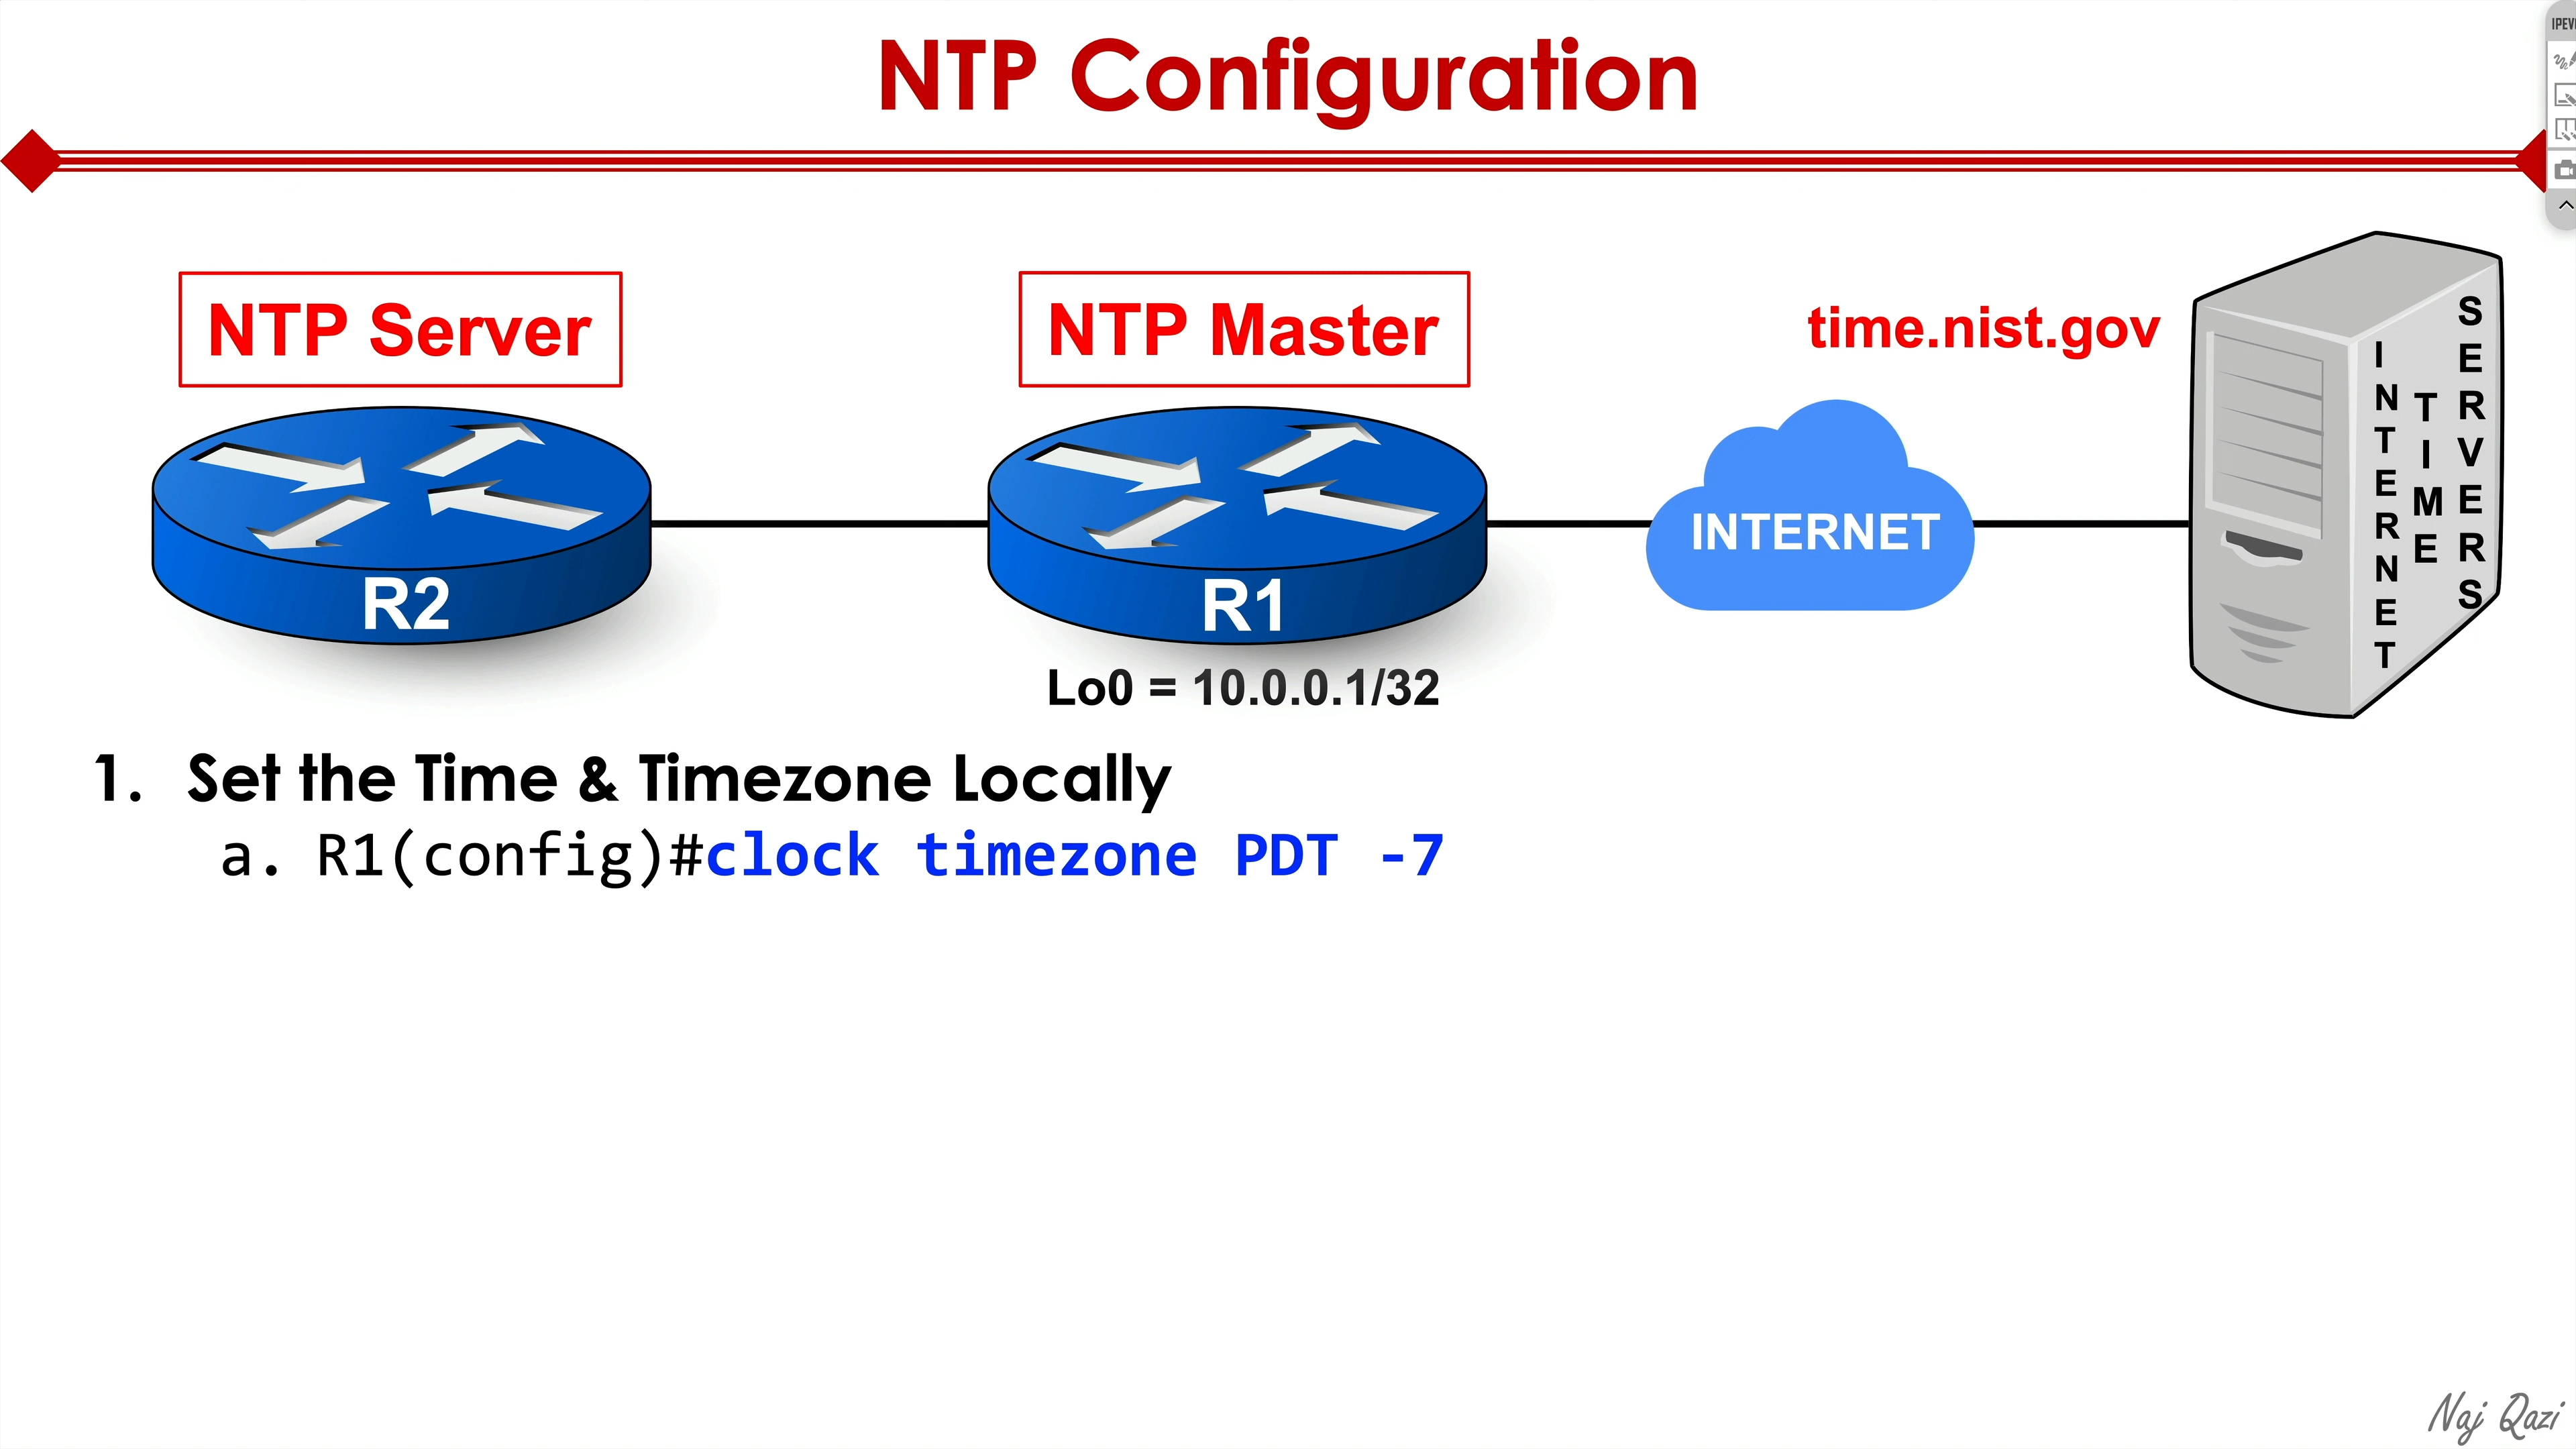 NTP Configuration
NTP Server
NTP Master
time.nist.gov
INTERNET
TIME
SERVERS
INTERNET
R2
R1
Lo0 = 10.0.0.1/32
1. Set the Time & Timezone Locally
a. R1(config)#clock timezone PDT -7
Naj Qazi